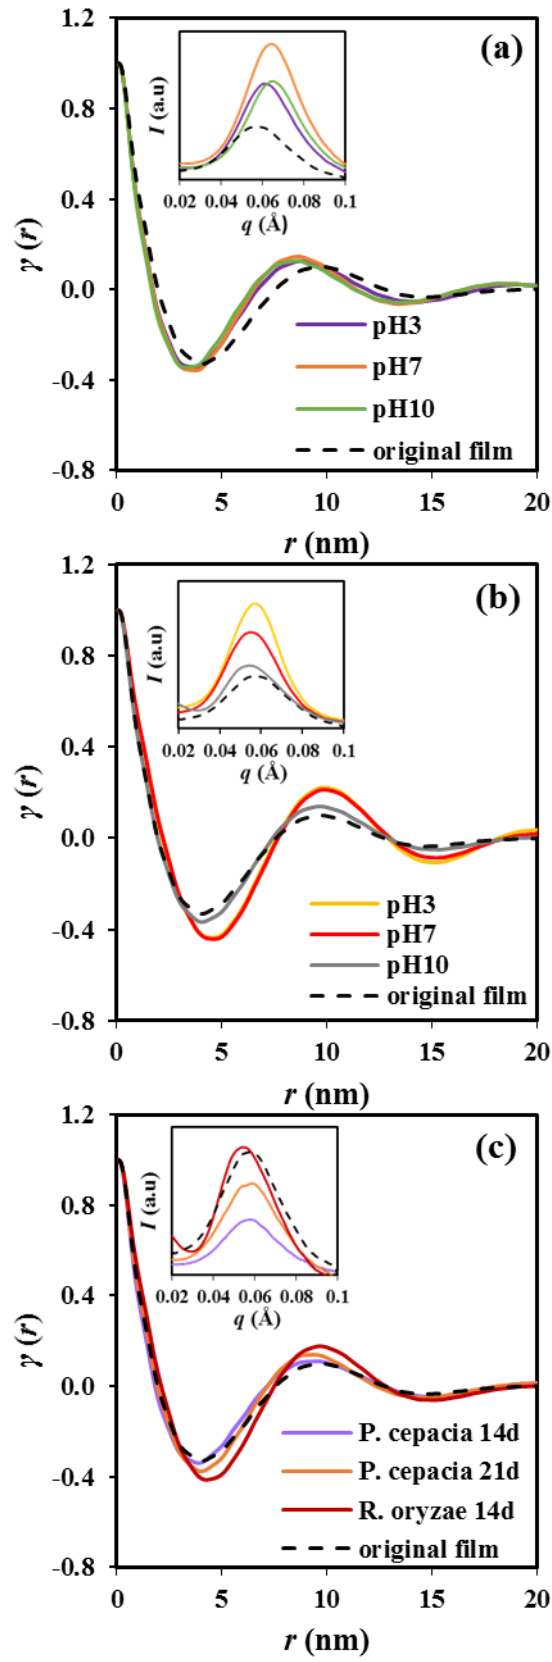 1.2
0.8
0.4
0.0
-0.4
-0.8
γ (r)
(a)
I (a.u)
0.02 0.04 0.06 0.08 0.1
q (Å)
pH3
pH7
pH10
original film
0 5 10 15 20
r (nm)
1.2
0.8
0.4
0.0
-0.4
-0.8
γ (r)
(b)
I (a.u)
0.02 0.04 0.06 0.08 0.1
q (Å)
pH3
pH7
pH10
original film
0 5 10 15 20
r (nm)
1.2
0.8
0.4
0.0
-0.4
-0.8
γ (r)
(c)
I (a.u)
0.02 0.04 0.06 0.08 0.1
q (Å)
P. cepacia 14d
P. cepacia 21d
R. oryzae 14d
original film
0 5 10 15 20
r (nm)